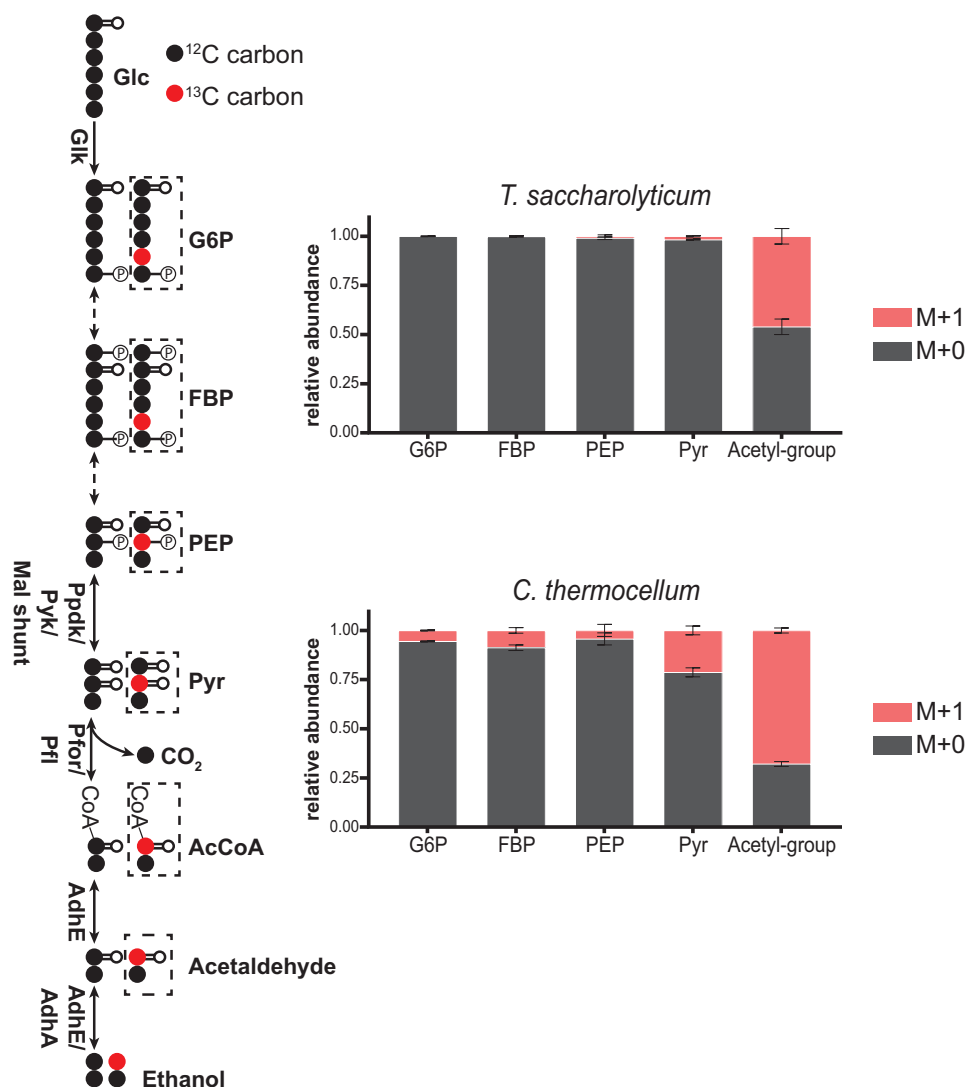 Glc
12C carbon
13C carbon
Glk
G6P
P
P
FBP
P
P
P
P
PEP
P
P
Ppdk/
Pyk/
Mal shunt
Pyr
Pfor/
Pfl
CO2
CoA
CoA
AcCoA
AdhE
Acetaldehyde
AdhE/
AdhA
Ethanol
T. saccharolyticum
relative abundance
1.00
0.75
0.50
0.25
0.00
G6P FBP PEP Pyr Acetyl-group
M+1
M+0
C. thermocellum
relative abundance
1.00
0.75
0.50
0.25
0.00
G6P FBP PEP Pyr Acetyl-group
M+1
M+0